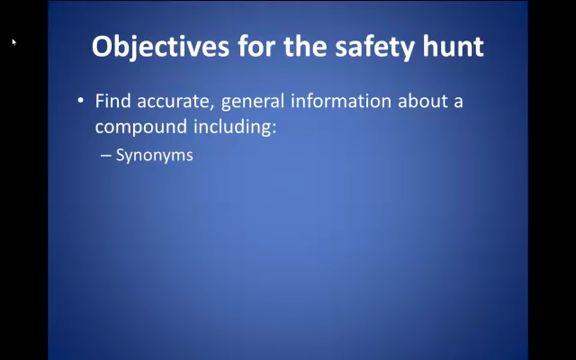 Objectives for the safety hunt
• Find accurate, general information about a
compound including:
– Synonyms